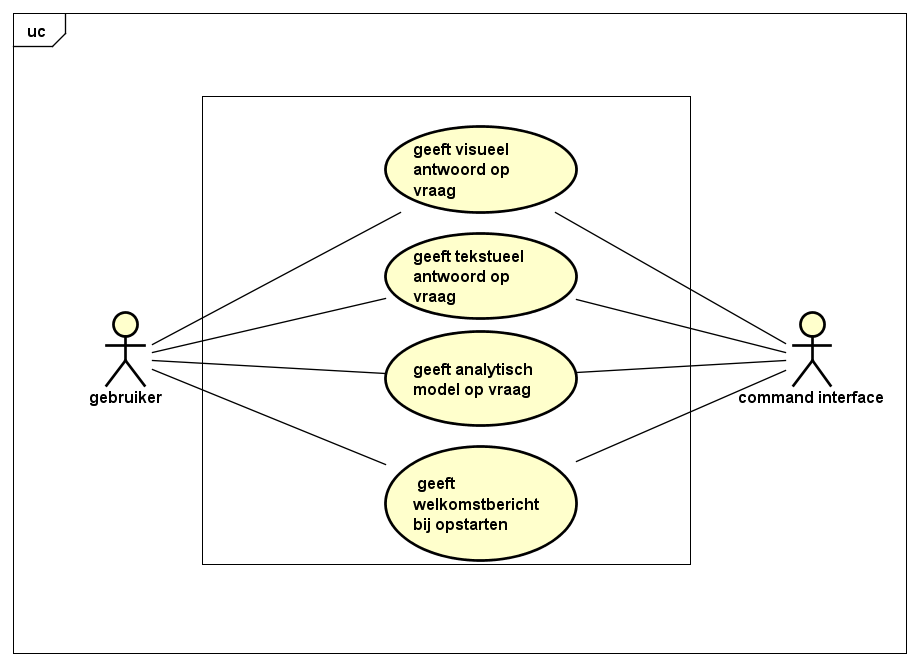 uc
geeft visueel
antwoord op
vraag
geeft tekstueel
antwoord op
vraag
geeft analytisch
model op vraag
gebruiker
command interface
geeft
welkomstbericht
bij opstarten